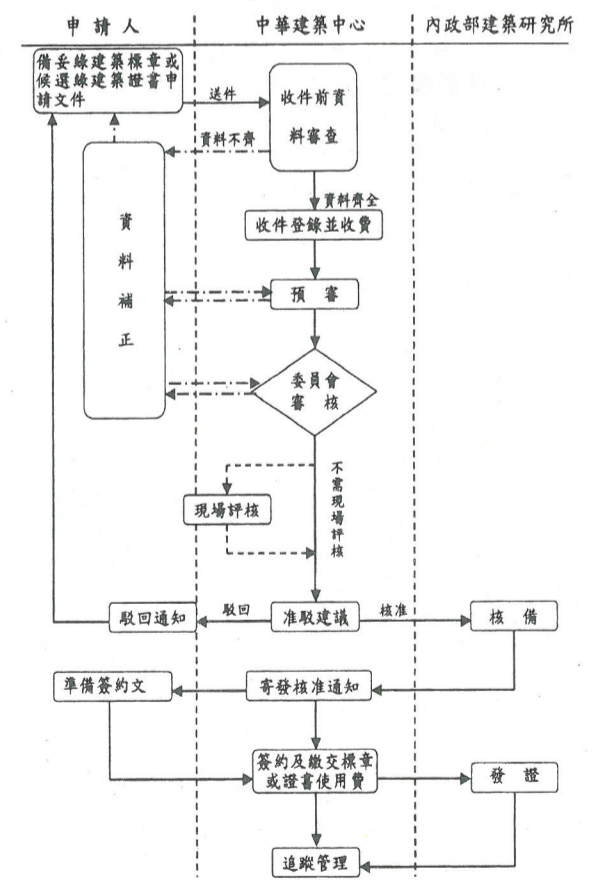 申請人
中華建築中心
內政部建築研究所
備妥綠建築標章或
候選綠建築證書申
請文件
送件
收件前資
料審查
資料不齊
資料齊全
資料補正
收件登錄並收費
預審
委員會
審核
不需現場評核
現場評核
駁回通知
駁回
准駁建議
核准
核備
準備簽約文
寄發核准通知
簽約及繳交標章
或證書使用費
發證
追蹤管理